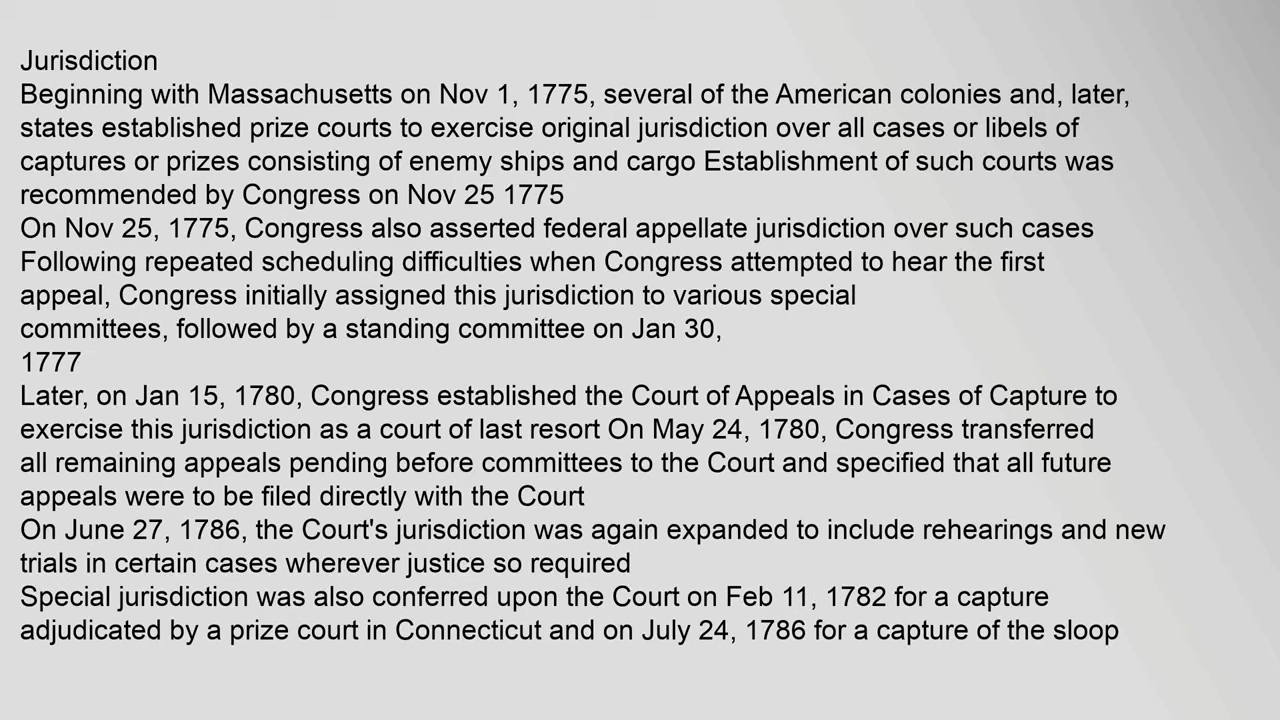 Jurisdiction
Beginning with Massachusetts on Nov 1, 1775, several of the American colonies and, later,
states established prize courts to exercise original jurisdiction over all cases or libels of
captures or prizes consisting of enemy ships and cargo Establishment of such courts was
recommended by Congress on Nov 25 1775
On Nov 25, 1775, Congress also asserted federal appellate jurisdiction over such cases
Following repeated scheduling difficulties when Congress attempted to hear the first
appeal, Congress initially assigned this jurisdiction to various special
committees, followed by a standing committee on Jan 30,
1777
Later, on Jan 15, 1780, Congress established the Court of Appeals in Cases of Capture to
exercise this jurisdiction as a court of last resort On May 24, 1780, Congress transferred
all remaining appeals pending before committees to the Court and specified that all future
appeals were to be filed directly with the Court
On June 27, 1786, the Court's jurisdiction was again expanded to include rehearings and new
trials in certain cases wherever justice so required
Special jurisdiction was also conferred upon the Court on Feb 11, 1782 for a capture
adjudicated by a prize court in Connecticut and on July 24, 1786 for a capture of the sloop